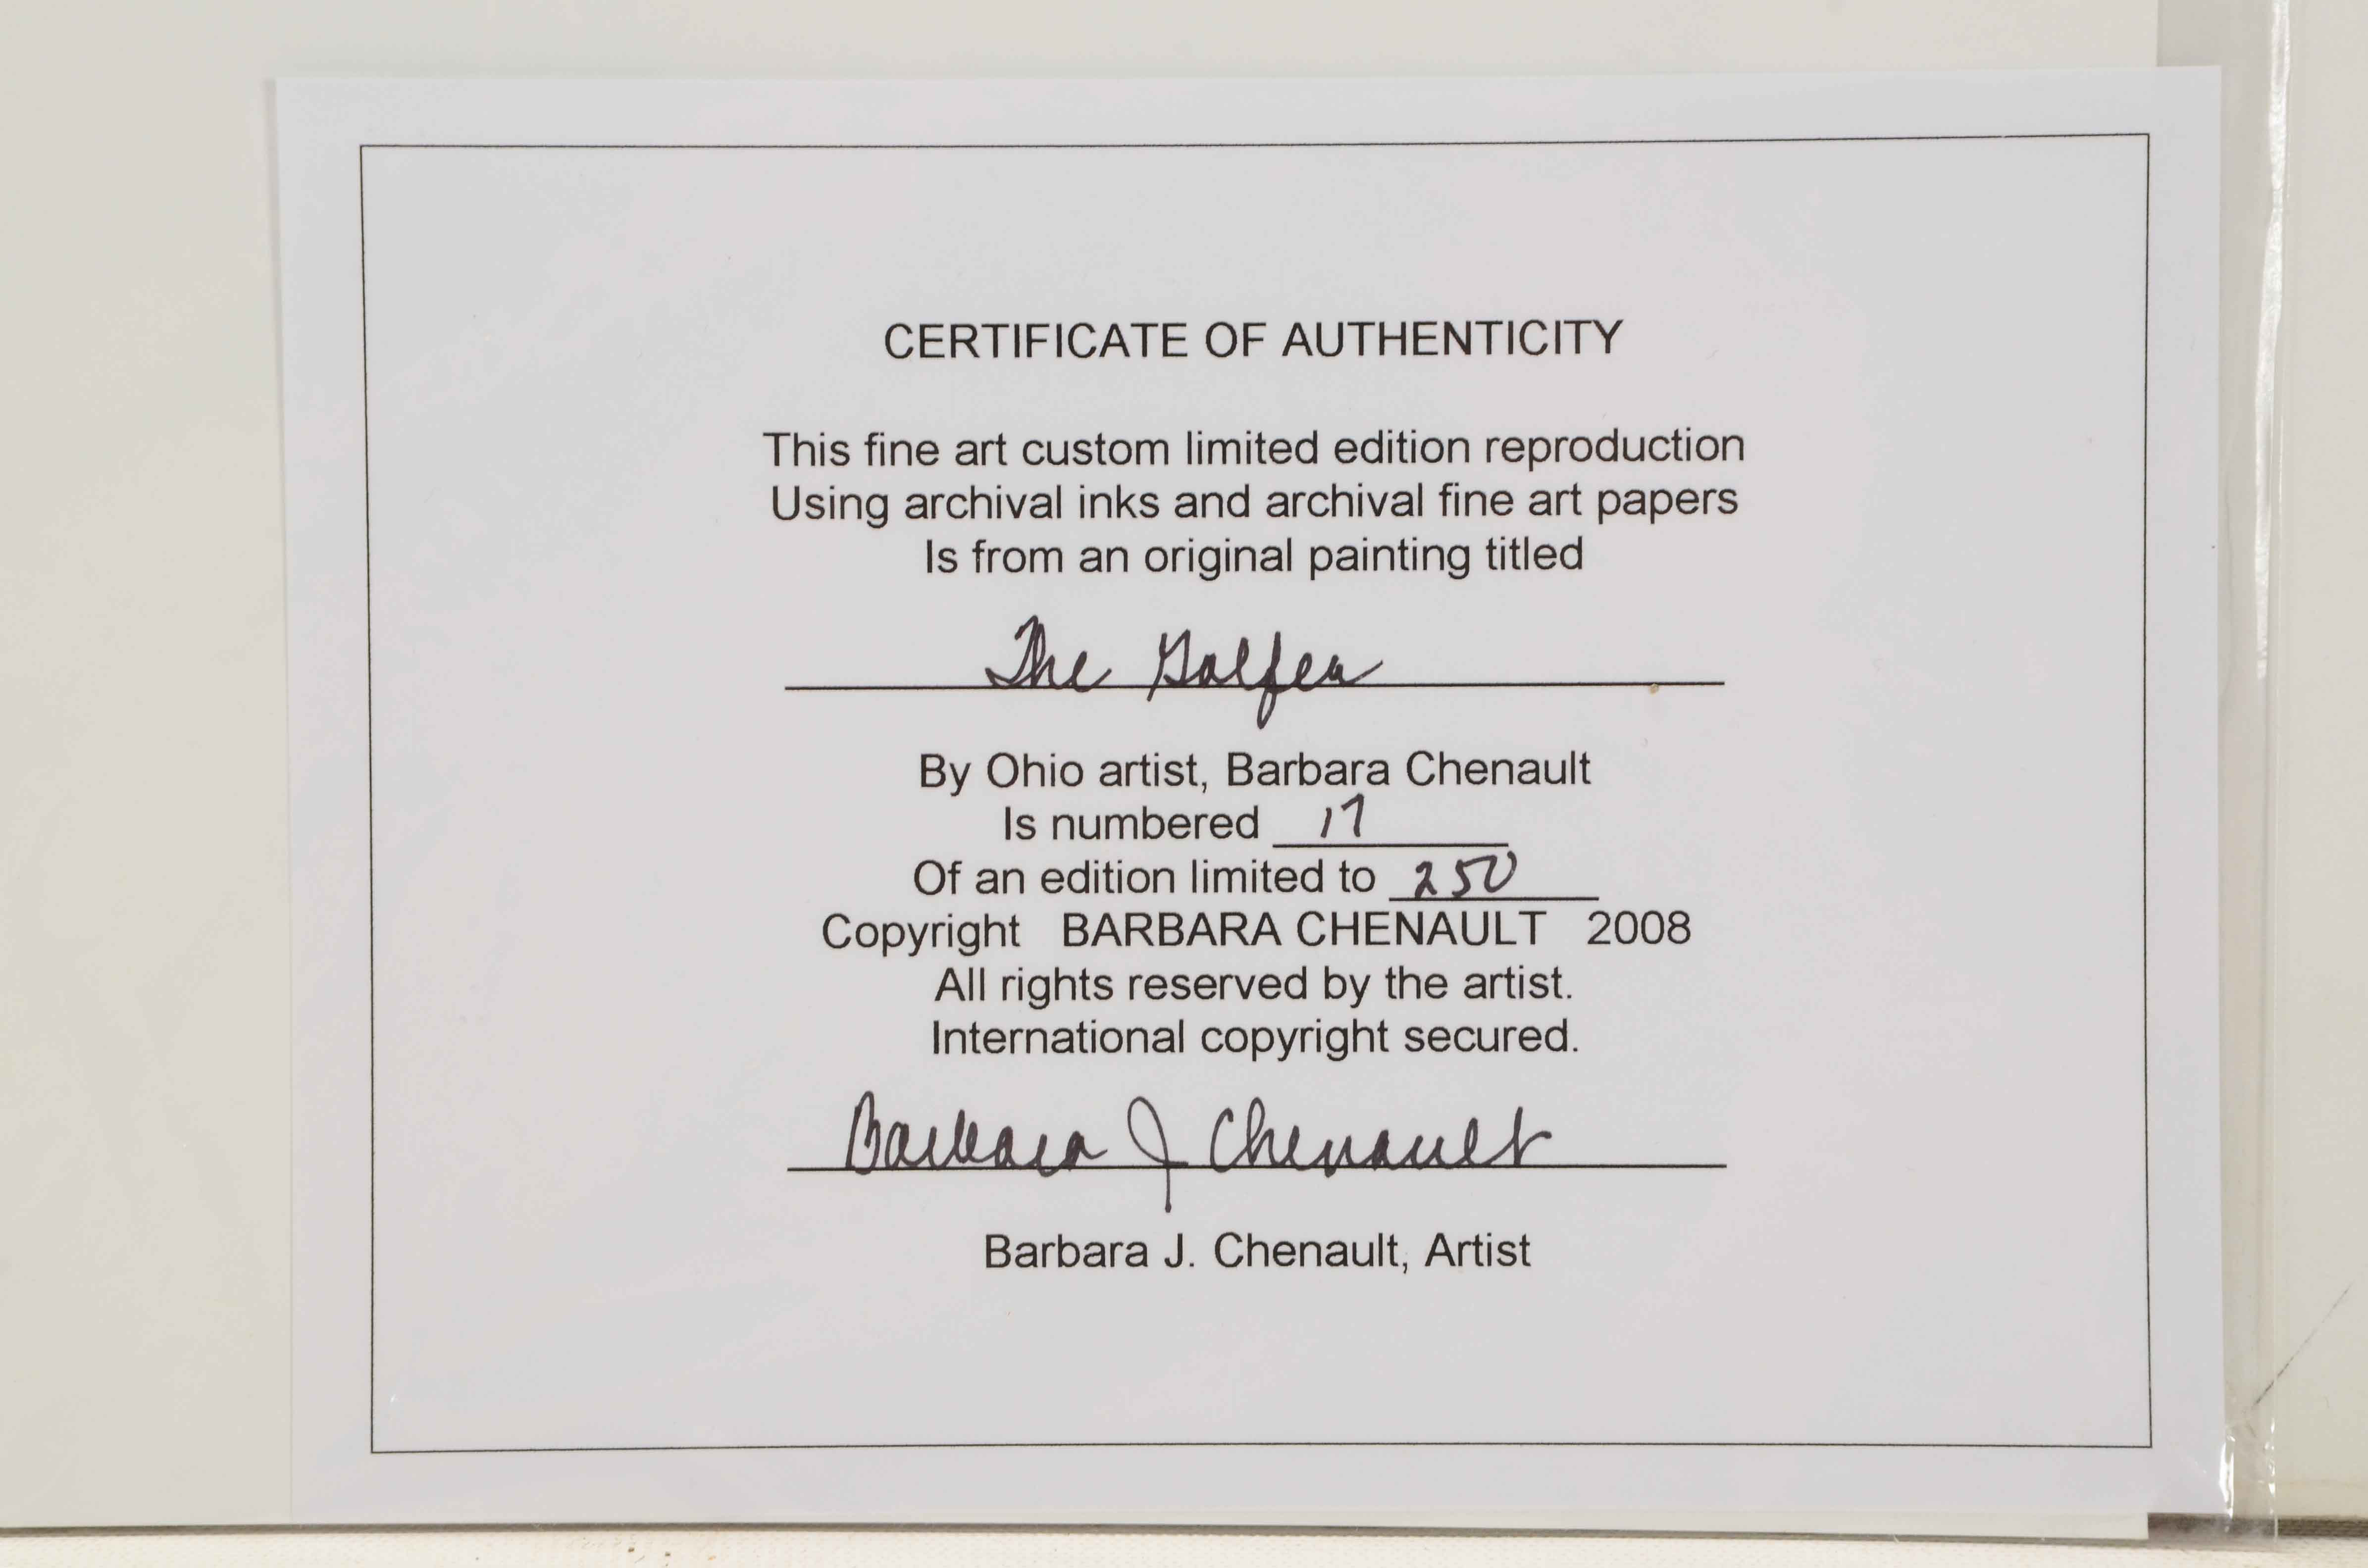 CERTIFICATE OF AUTHENTICITY
This fine art custom limited edition reproduction
Using archival inks and archival fine art papers
Is from an original painting titled
The Golfer
By Ohio artist, Barbara Chenault
Is numbered 17
Of an edition limited to 250
Copyright BARBARA CHENAULT 2008
All rights reserved by the artist.
International copyright secured.
Barbara J Chenault
Barbara J. Chenault, Artist